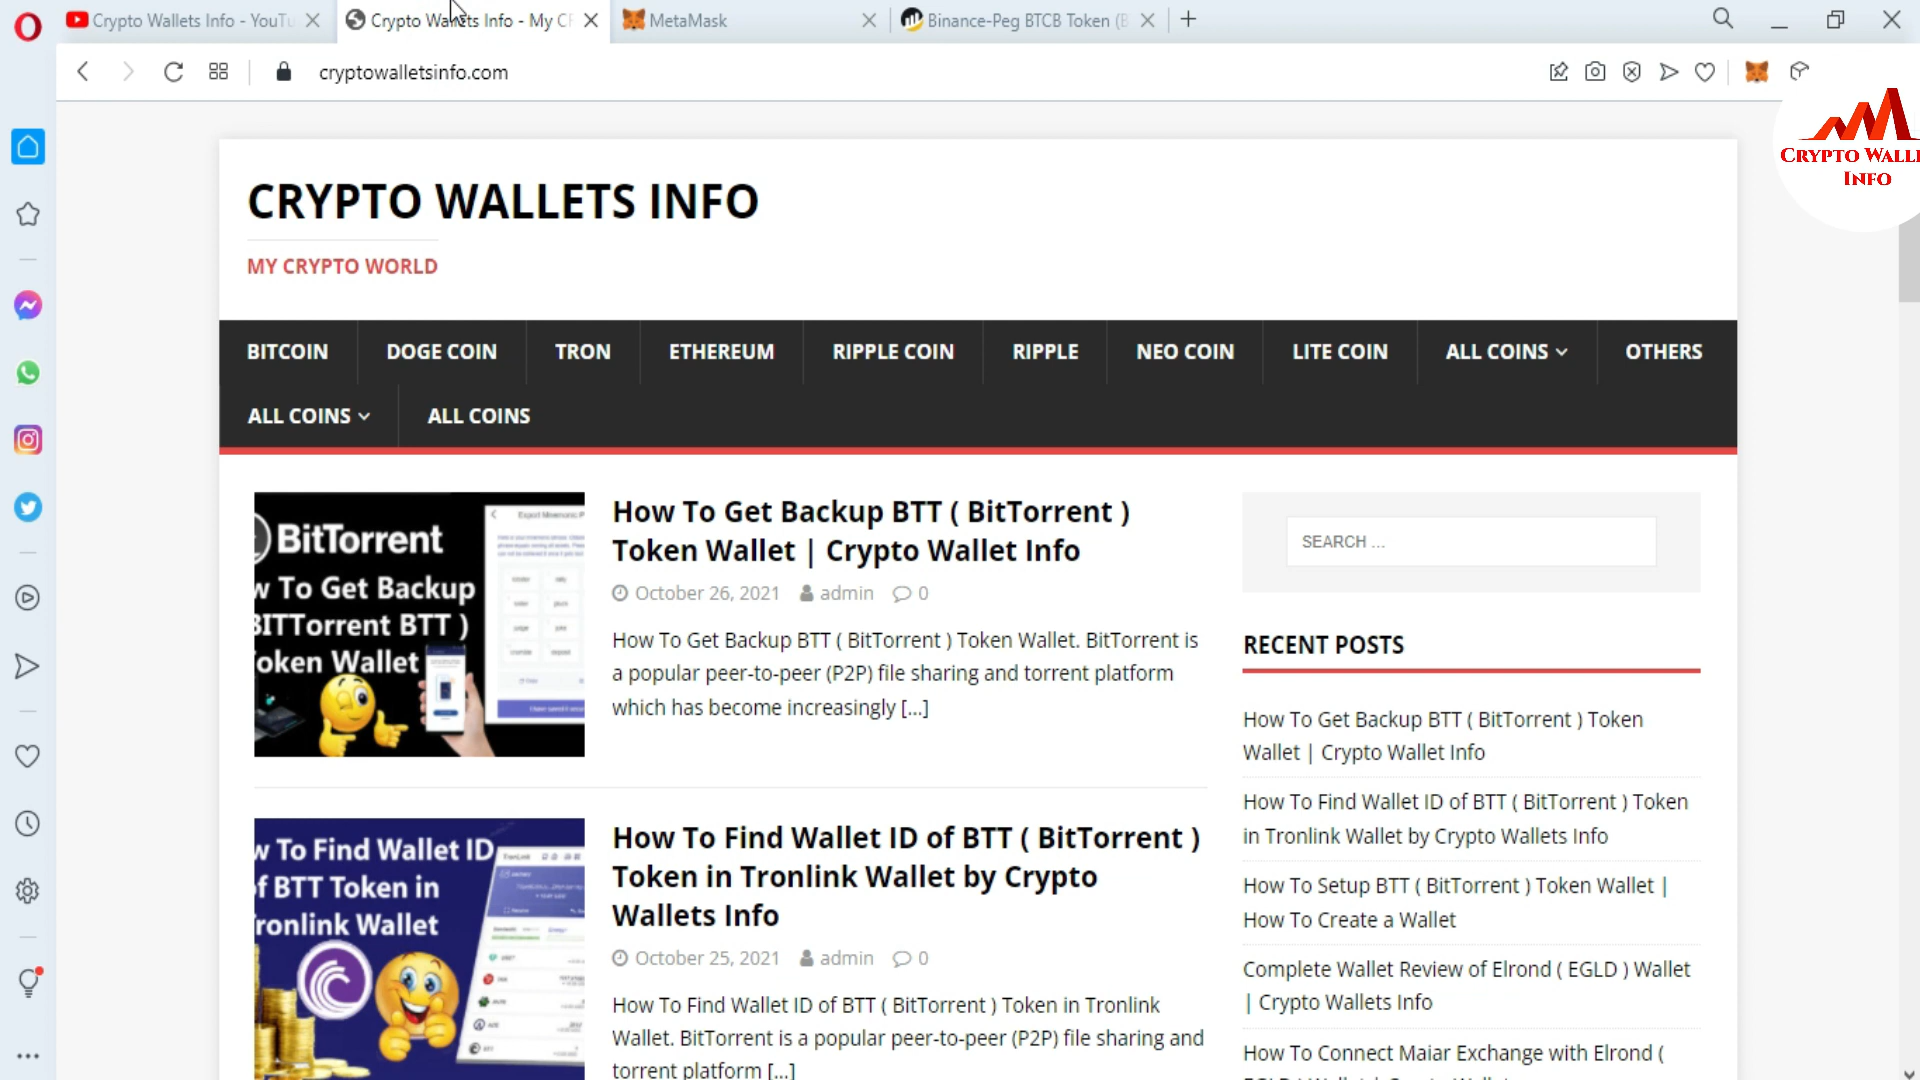 Crypto Wallets Info - YouTu
Crypto Wallets Info - My CR
MetaMask
Binance-Peg BTCB Token (B
cryptowalletsinfo.com
CRYPTO WALLE
INFO
CRYPTO WALLETS INFO
MY CRYPTO WORLD
BITCOIN
DOGE COIN
TRON
ETHEREUM
RIPPLE COIN
RIPPLE
NEO COIN
LITE COIN
ALL COINS
OTHERS
ALL COINS
ALL COINS
BitTorrent
w To Get Backup
BITTorrent BTT )
oken Wallet
How To Get Backup BTT ( BitTorrent )
Token Wallet | Crypto Wallet Info
October 26, 2021 admin 0
How To Get Backup BTT ( BitTorrent ) Token Wallet. BitTorrent is
a popular peer-to-peer (P2P) file sharing and torrent platform
which has become increasingly [...]
w To Find Wallet ID
of BTT Token in
ronlink Wallet
How To Find Wallet ID of BTT ( BitTorrent )
Token in Tronlink Wallet by Crypto
Wallets Info
October 25, 2021 admin 0
How To Find Wallet ID of BTT ( BitTorrent ) Token in Tronlink
Wallet. BitTorrent is a popular peer-to-peer (P2P) file sharing and
torrent platform [...]
SEARCH ...
RECENT POSTS
How To Get Backup BTT ( BitTorrent ) Token
Wallet | Crypto Wallet Info
How To Find Wallet ID of BTT ( BitTorrent ) Token
in Tronlink Wallet by Crypto Wallets Info
How To Setup BTT ( BitTorrent ) Token Wallet |
How To Create a Wallet
Complete Wallet Review of Elrond ( EGLD ) Wallet
| Crypto Wallets Info
How To Connect Maiar Exchange with Elrond (